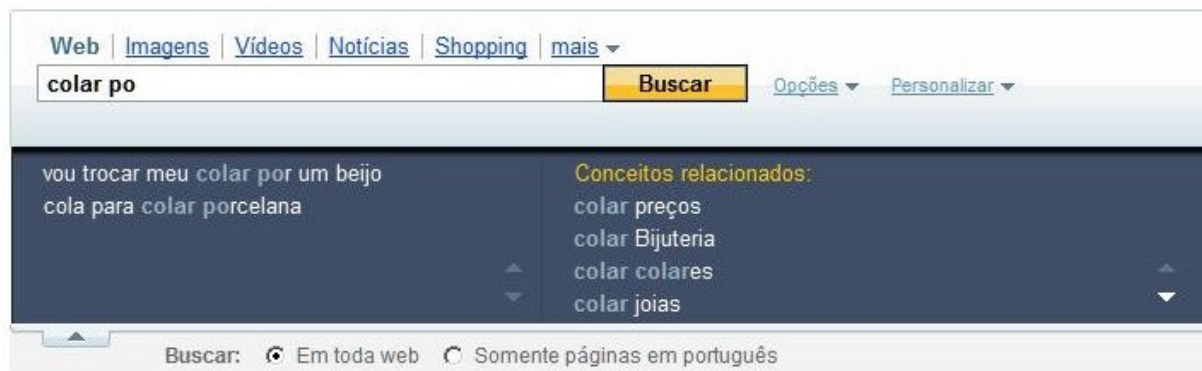 Web | Imagens | Vídeos | Notícias | Shopping | mais
colar po Buscar Opções Personalizar
vou trocar meu colar por um beijo
cola para colar porcelana
Conceitos relacionados:
colar preços
colar Bijuteria
colar colares
colar joias
Buscar: Em toda web Somente páginas em português